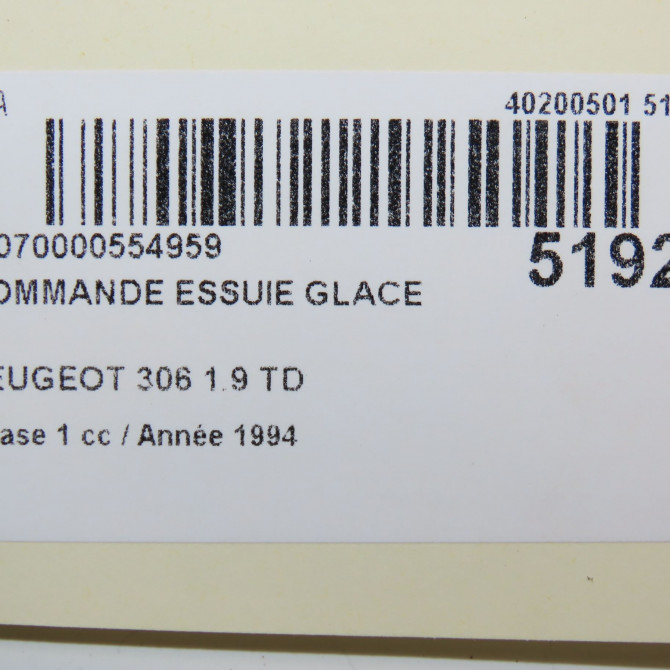 A
40200501 51
070000554959
5192
OMMANDE ESSUIE GLACE
EUGEOT 306 1.9 TD
ase 1 cc / Année 1994